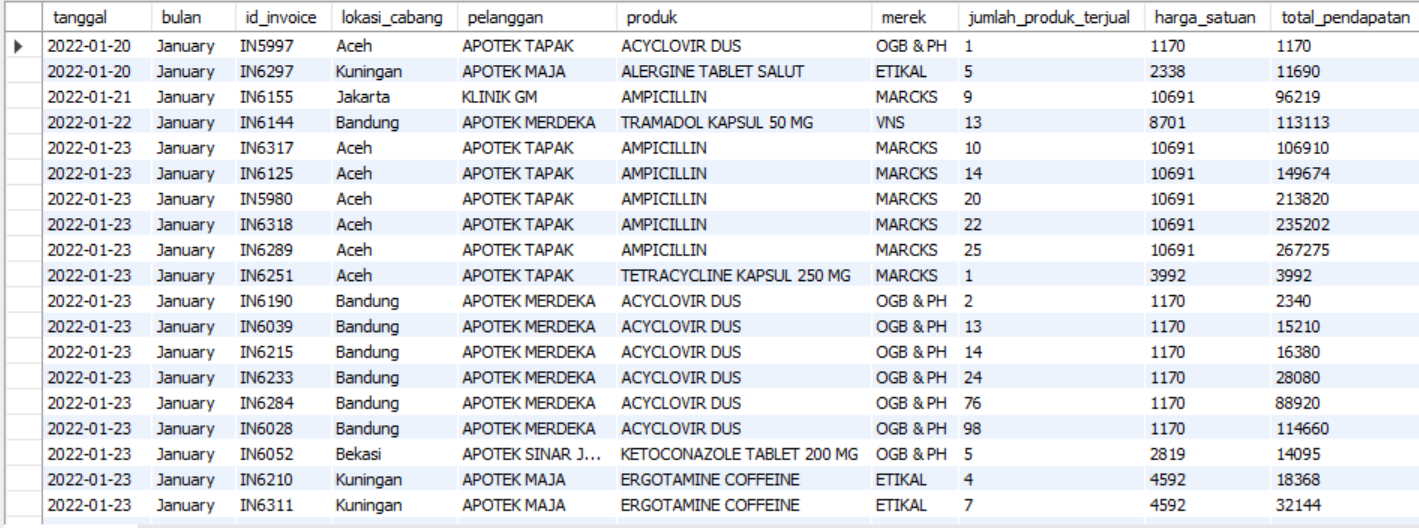 tanggal bulan id_invoice lokasi_cabang pelanggan produk merek jumlah_produk_terjual harga_satuan total_pendapatan
2022-01-20 January IN5997 Aceh APOTEK TAPAK ACYCLOVIR DUS OGB & PH 1 1170 1170
2022-01-20 January IN6297 Kuningan APOTEK MAJA ALERGINE TABLET SALUT ETIKAL 5 2338 11690
2022-01-21 January IN6155 Jakarta KLINIK GM AMPICILLIN MARCKS 9 10691 96219
2022-01-22 January IN6144 Bandung APOTEK MERDEKA TRAMADOL KAPSUL 50 MG VNS 13 8701 113113
2022-01-23 January IN6317 Aceh APOTEK TAPAK AMPICILLIN MARCKS 10 10691 106910
2022-01-23 January IN6125 Aceh APOTEK TAPAK AMPICILLIN MARCKS 14 10691 149674
2022-01-23 January IN5980 Aceh APOTEK TAPAK AMPICILLIN MARCKS 20 10691 213820
2022-01-23 January IN6318 Aceh APOTEK TAPAK AMPICILLIN MARCKS 22 10691 235202
2022-01-23 January IN6289 Aceh APOTEK TAPAK AMPICILLIN MARCKS 25 10691 267275
2022-01-23 January IN6251 Aceh APOTEK TAPAK TETRACYCLINE KAPSUL 250 MG MARCKS 1 3992 3992
2022-01-23 January IN6190 Bandung APOTEK MERDEKA ACYCLOVIR DUS OGB & PH 2 1170 2340
2022-01-23 January IN6039 Bandung APOTEK MERDEKA ACYCLOVIR DUS OGB & PH 13 1170 15210
2022-01-23 January IN6215 Bandung APOTEK MERDEKA ACYCLOVIR DUS OGB & PH 14 1170 16380
2022-01-23 January IN6233 Bandung APOTEK MERDEKA ACYCLOVIR DUS OGB & PH 24 1170 28080
2022-01-23 January IN6284 Bandung APOTEK MERDEKA ACYCLOVIR DUS OGB & PH 76 1170 88920
2022-01-23 January IN6028 Bandung APOTEK MERDEKA ACYCLOVIR DUS OGB & PH 98 1170 114660
2022-01-23 January IN6052 Bekasi APOTEK SINAR J... KETOCONAZOLE TABLET 200 MG OGB & PH 5 2819 14095
2022-01-23 January IN6210 Kuningan APOTEK MAJA ERGOTAMINE COFFEINE ETIKAL 4 4592 18368
2022-01-23 January IN6311 Kuningan APOTEK MAJA ERGOTAMINE COFFEINE ETIKAL 7 4592 32144